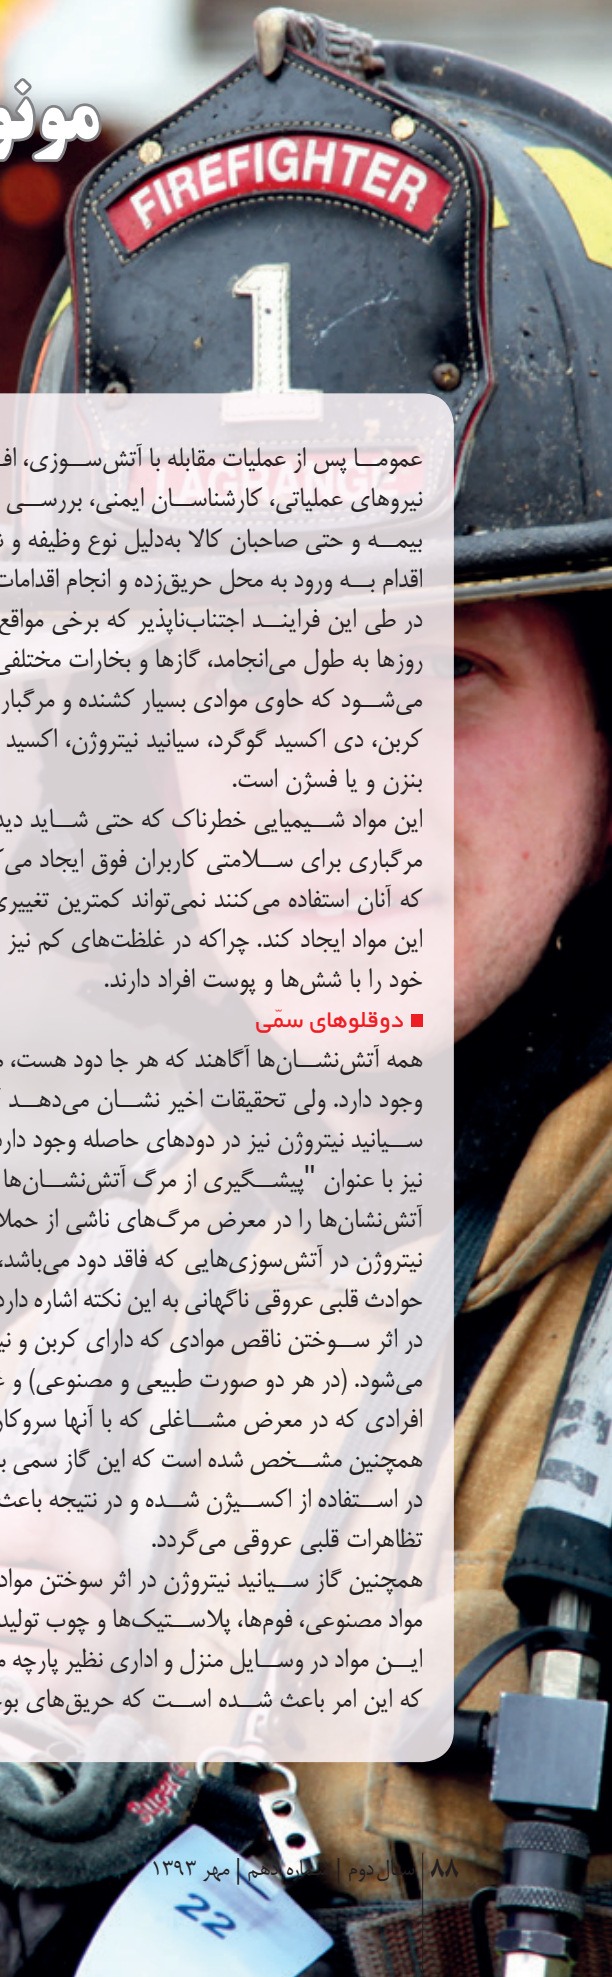 FIREFIGHTER
1
LAGRANGE
عموما پس از عملیات مقابله با آتش‌سوزی،
نیروهای عملیاتی، کارشناسان ایمنی، بررسی
بیمه و حتی صاحبان کالا به‌دلیل نوع وظیفه و
اقدام به ورود به محل حریق‌زده و انجام اقدامات
در طی این فرایند اجتناب‌ناپذیر که برخی مواقع
روزها به طول می‌انجامد، گازها و بخارات مختلفی
می‌شود که حاوی موادی بسیار کشنده و مرگبار
کربن، دی اکسید گوگرد، سیانید نیتروژن، اکسید
بنزن و یا فسژن است.
این مواد شیمیایی خطرناک که حتی شاید
مرگباری برای سلامتی کاربران فوق ایجاد
که آنان استفاده می‌کنند نمی‌تواند کمترین تغییری
این مواد ایجاد کند. چراکه در غلظت‌های کم نیز
خود را با شش‌ها و پوست افراد دارند.
■ دوقلوهای سمّی
همه آتش‌نشان‌ها آگاهند که هر جا دود هست،
وجود دارد. ولی تحقیقات اخیر نشان می‌دهد
سیانید نیتروژن نیز در دودهای حاصله وجود
نیز با عنوان "پیشگیری از مرگ آتش‌نشان‌ها
آتش‌نشان‌ها را در معرض مرگ‌های ناشی از
نیتروژن در آتش‌سوزی‌هایی که فاقد دود می‌باشد،
حوادث قلبی عروقی ناگهانی به این نکته اشاره
در اثر سوختن ناقص موادی که دارای کربن و
می‌شود. (در هر دو صورت طبیعی و مصنوعی) و
افرادی که در معرض مشاغلی که با آنها
همچنین مشخص شده است که این گاز سمی
در استفاده از اکسیژن شده و در نتیجه باعث
تظاهرات قلبی عروقی می‌گردد.
همچنین گاز سیانید نیتروژن در اثر سوختن
مواد مصنوعی، فوم‌ها، پلاستیک‌ها و چوب
این مواد در وسایل منزل و اداری نظیر پارچه
که این امر باعث شده است که حریق‌های
22
۸۸ | سال دوم | شماره دهم | مهر ۱۳۹۳